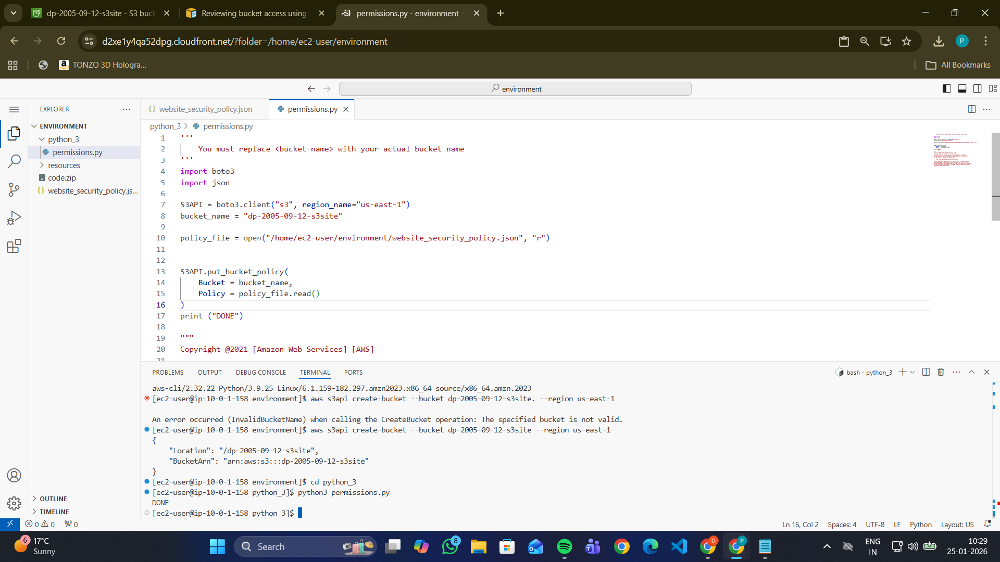 dp-2005-09-12-s3site - S3 buck
Reviewing bucket access using
permissions.py - environment -
d2xe1y4qa52dpg.cloudfront.net/?folder=/home/ec2-user/environment
P
TONZO 3D Hologra...
All Bookmarks
environment
EXPLORER
website_security_policy.json
permissions.py
ENVIRONMENT
python_3
permissions.py
resources
code.zip
website_security_policy.js...
python_3 > permissions.py
1 '''
2 You must replace <bucket-name> with your actual bucket name
3 '''
4 import boto3
5 import json
6
7 S3API = boto3.client("s3", region_name="us-east-1")
8 bucket_name = "dp-2005-09-12-s3site"
9
10 policy_file = open("/home/ec2-user/environment/website_security_policy.json", "r")
11
12
13 S3API.put_bucket_policy(
14 Bucket = bucket_name,
15 Policy = policy_file.read()
16 )
17 print ("DONE")
18
19 """
20 Copyright @2021 [Amazon Web Services] [AWS]
21
PROBLEMS OUTPUT DEBUG CONSOLE TERMINAL PORTS
bash - python_3
aws-cli/2.32.22 Python/3.9.25 Linux/6.1.159-182.297.amzn2023.x86_64 source/x86_64.amzn.2023
[ec2-user@ip-10-0-1-158 environment]$ aws s3api create-bucket --bucket dp-2005-09-12-s3site. --region us-east-1
An error occurred (InvalidBucketName) when calling the CreateBucket operation: The specified bucket is not valid.
[ec2-user@ip-10-0-1-158 environment]$ aws s3api create-bucket --bucket dp-2005-09-12-s3site --region us-east-1
{
"Location": "/dp-2005-09-12-s3site",
"BucketArn": "arn:aws:s3:::dp-2005-09-12-s3site"
}
[ec2-user@ip-10-0-1-158 environment]$ cd python_3
[ec2-user@ip-10-0-1-158 python_3]$ python3 permissions.py
DONE
[ec2-user@ip-10-0-1-158 python_3]$
OUTLINE
TIMELINE
0 0 0
Ln 16, Col 2 Spaces: 4 UTF-8 LF Python Layout: US
6
17°C
Sunny
Search
8
D
P
ENG
IN
10:29
25-01-2026